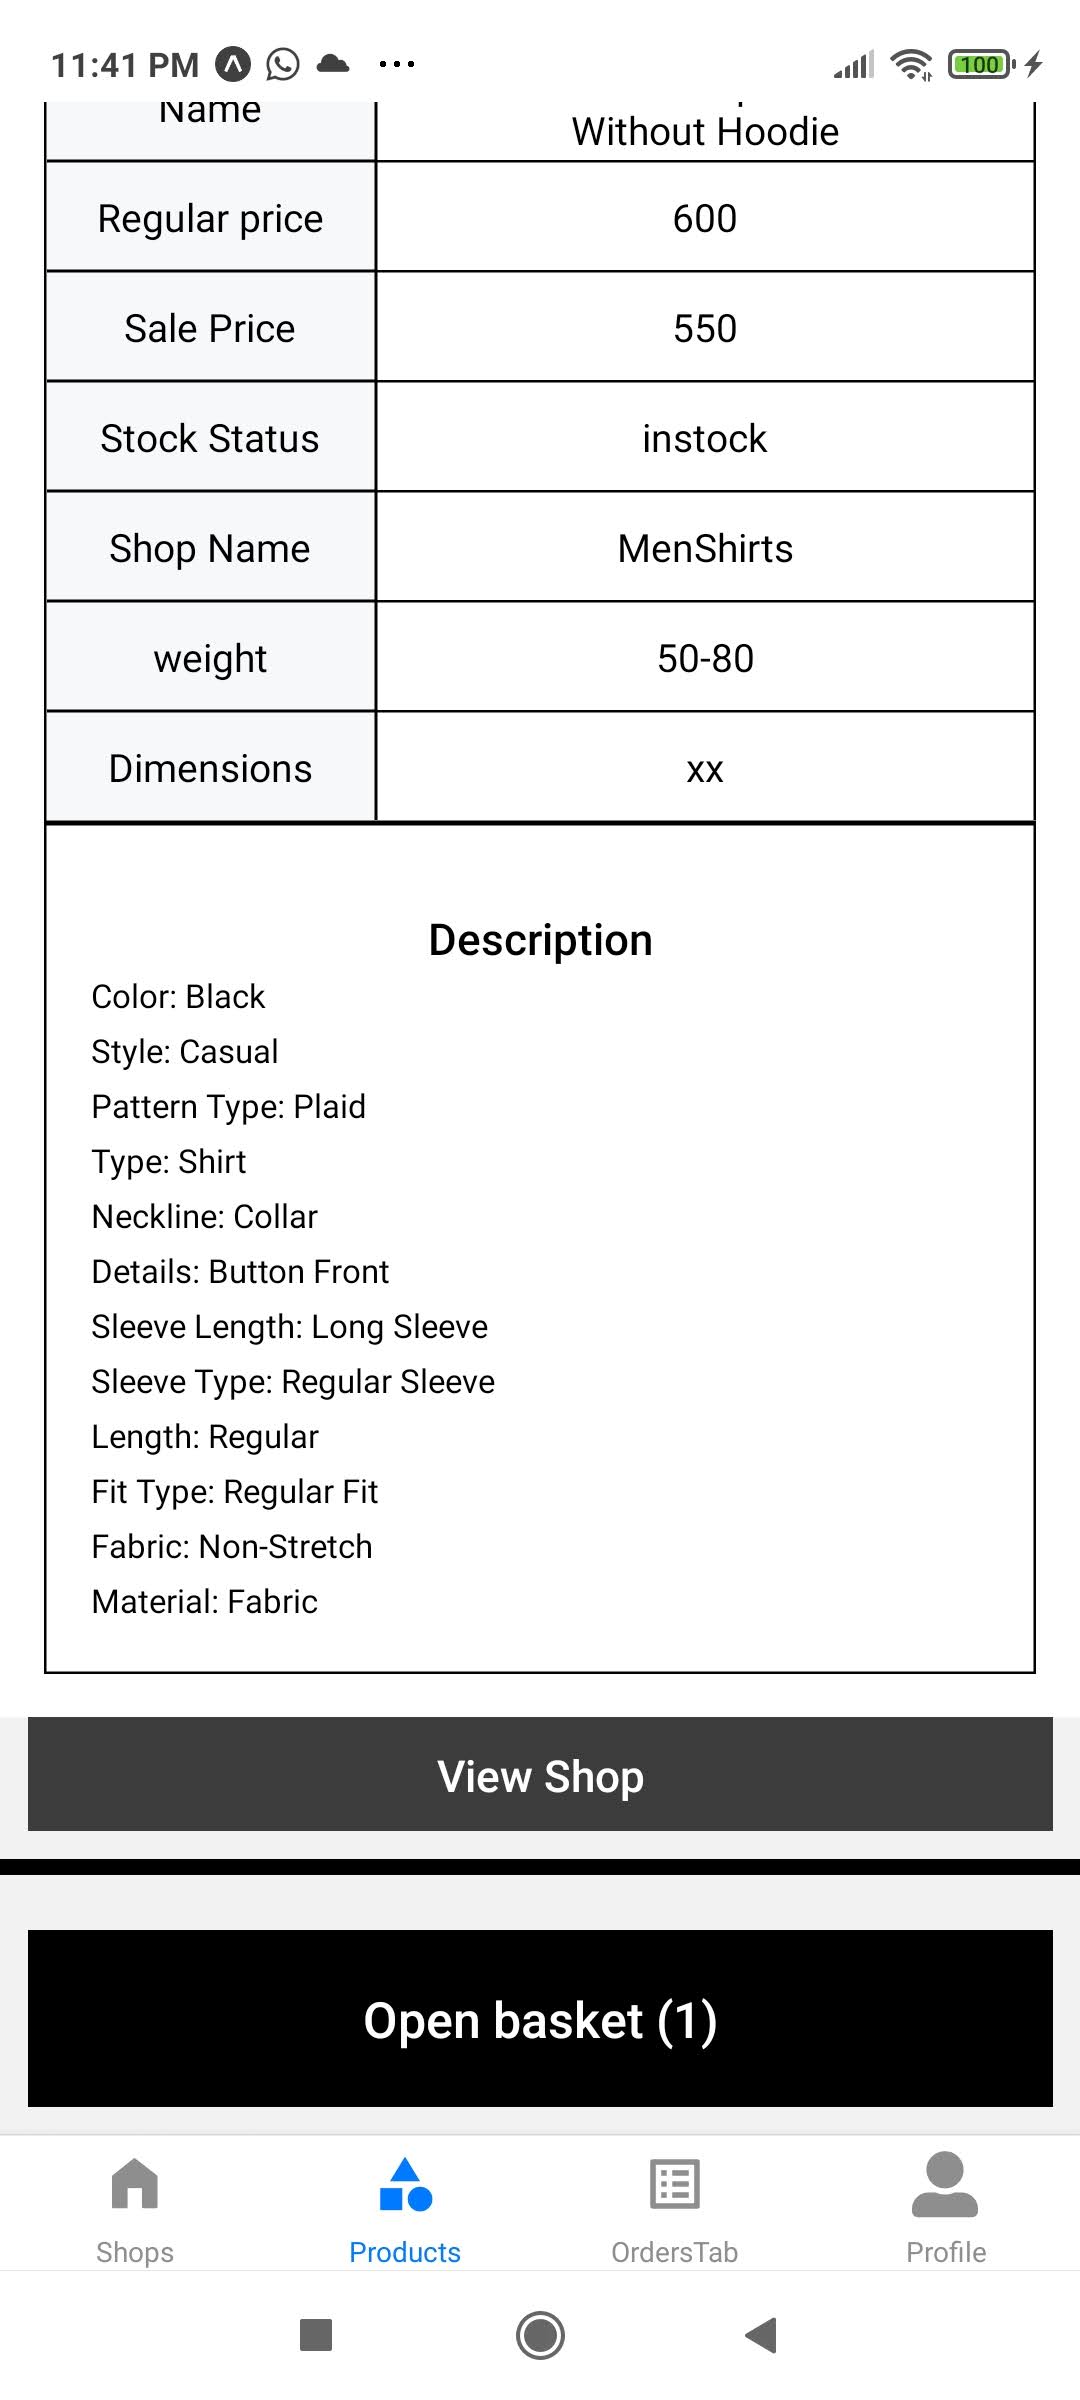 11:41 PM
100
Name
Without Hoodie
Regular price
600
Sale Price
550
Stock Status
instock
Shop Name
MenShirts
weight
50-80
Dimensions
xx
Description
Color: Black
Style: Casual
Pattern Type: Plaid
Type: Shirt
Neckline: Collar
Details: Button Front
Sleeve Length: Long Sleeve
Sleeve Type: Regular Sleeve
Length: Regular
Fit Type: Regular Fit
Fabric: Non-Stretch
Material: Fabric
View Shop
Open basket (1)
Shops
Products
OrdersTab
Profile